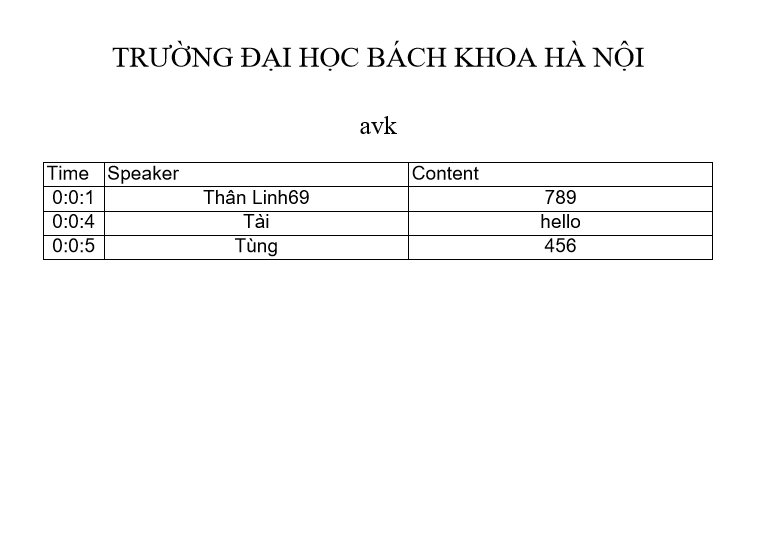 TRƯỜNG ĐẠI HỌC BÁCH KHOA HÀ NỘI
avk
Time Speaker Content
0:0:1 Thân Linh69 789
0:0:4 Tài hello
0:0:5 Tùng 456